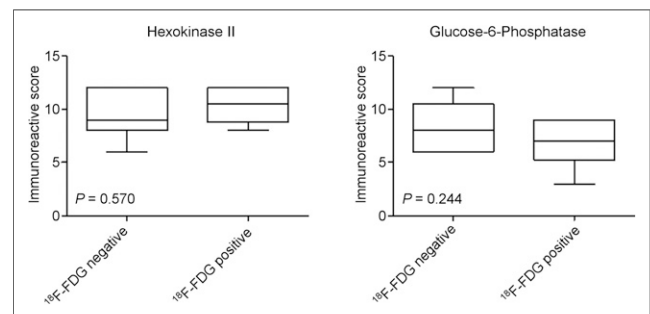 Hexokinase II
Immunoreactive score
15
10
5
0
P = 0.570
¹⁸F-FDG negative
¹⁸F-FDG positive
Glucose-6-Phosphatase
Immunoreactive score
15
10
5
0
P = 0.244
¹⁸F-FDG negative
¹⁸F-FDG positive